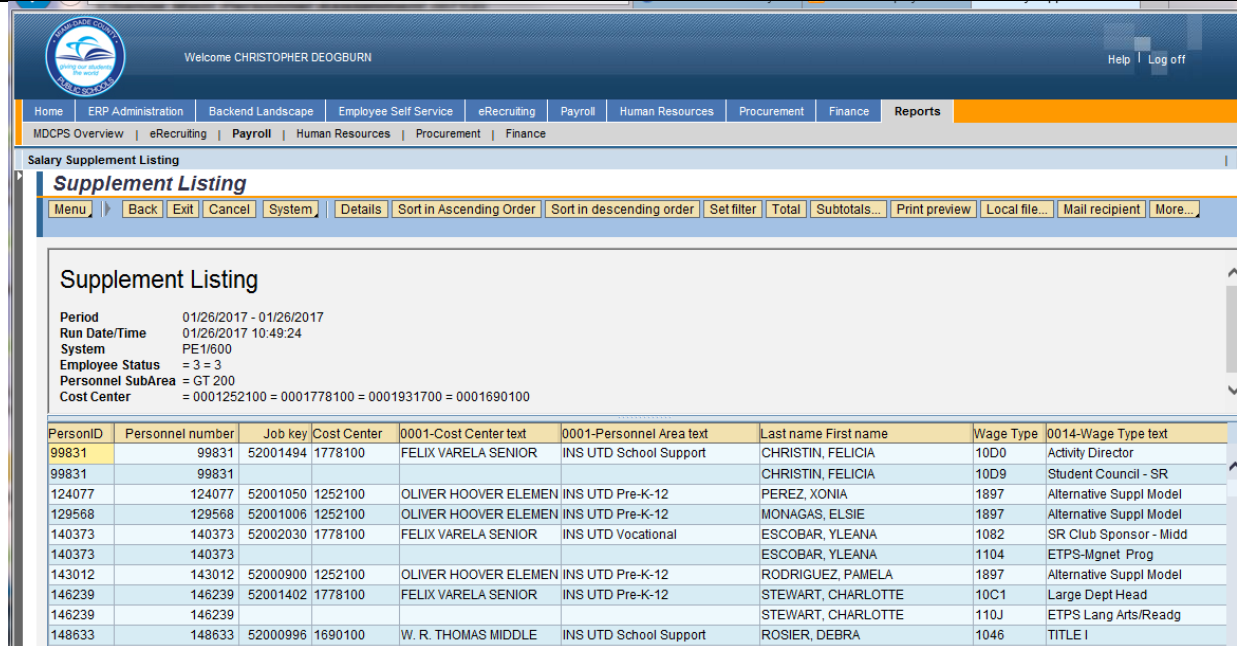 MIAMI-DADE COUNTY
giving our students
the world
PUBLIC SCHOOLS
Welcome CHRISTOPHER DEOGBURN
Help | Log off
Home ERP Administration Backend Landscape Employee Self Service eRecruiting Payroll Human Resources Procurement Finance Reports
MDCPS Overview | eRecruiting | Payroll | Human Resources | Procurement | Finance
Salary Supplement Listing
Supplement Listing
Menu Back Exit Cancel System Details Sort in Ascending Order Sort in descending order Set filter Total Subtotals... Print preview Local file... Mail recipient More...
Supplement Listing
Period 01/26/2017 - 01/26/2017
Run Date/Time 01/26/2017 10:49:24
System PE1/600
Employee Status = 3 = 3
Personnel SubArea = GT 200
Cost Center = 0001252100 = 0001778100 = 0001931700 = 0001690100
PersonID Personnel number Job key Cost Center 0001-Cost Center text 0001-Personnel Area text Last name First name Wage Type 0014-Wage Type text
99831 99831 52001494 1778100 FELIX VARELA SENIOR INS UTD School Support CHRISTIN, FELICIA 10D0 Activity Director
99831 99831 CHRISTIN, FELICIA 10D9 Student Council - SR
124077 124077 52001050 1252100 OLIVER HOOVER ELEMEN INS UTD Pre-K-12 PEREZ, XONIA 1897 Alternative Suppl Model
129568 129568 52001006 1252100 OLIVER HOOVER ELEMEN INS UTD Pre-K-12 MONAGAS, ELSIE 1897 Alternative Suppl Model
140373 140373 52002030 1778100 FELIX VARELA SENIOR INS UTD Vocational ESCOBAR, YLEANA 1082 SR Club Sponsor - Midd
140373 140373 ESCOBAR, YLEANA 1104 ETPS-Mgnet Prog
143012 143012 52000900 1252100 OLIVER HOOVER ELEMEN INS UTD Pre-K-12 RODRIGUEZ, PAMELA 1897 Alternative Suppl Model
146239 146239 52001402 1778100 FELIX VARELA SENIOR INS UTD Pre-K-12 STEWART, CHARLOTTE 10C1 Large Dept Head
146239 146239 STEWART, CHARLOTTE 110J ETPS Lang Arts/Readg
148633 148633 52000996 1690100 W. R. THOMAS MIDDLE INS UTD School Support ROSIER, DEBRA 1046 TITLE I